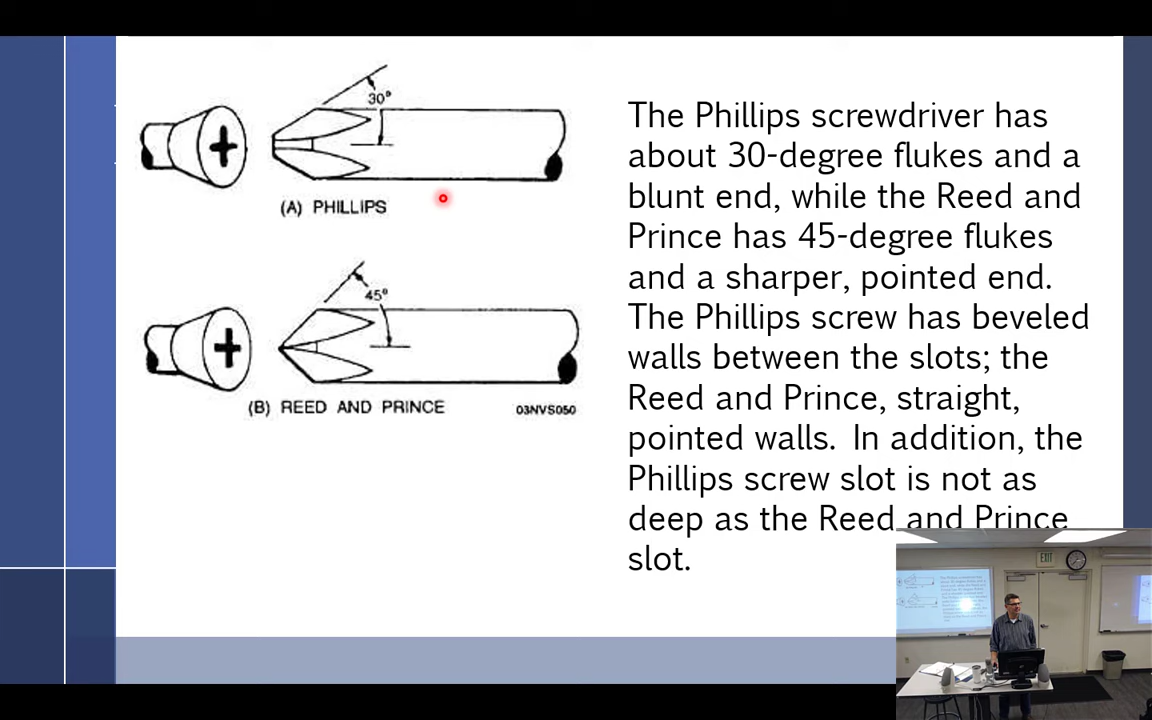 30°
(A) PHILLIPS
45°
(B) REED AND PRINCE
03NVS050
The Phillips screwdriver has
about 30-degree flukes and a
blunt end, while the Reed and
Prince has 45-degree flukes
and a sharper, pointed end.
The Phillips screw has beveled
walls between the slots; the
Reed and Prince, straight,
pointed walls. In addition, the
Phillips screw slot is not as
deep as the Reed and Prince
slot.
EXIT